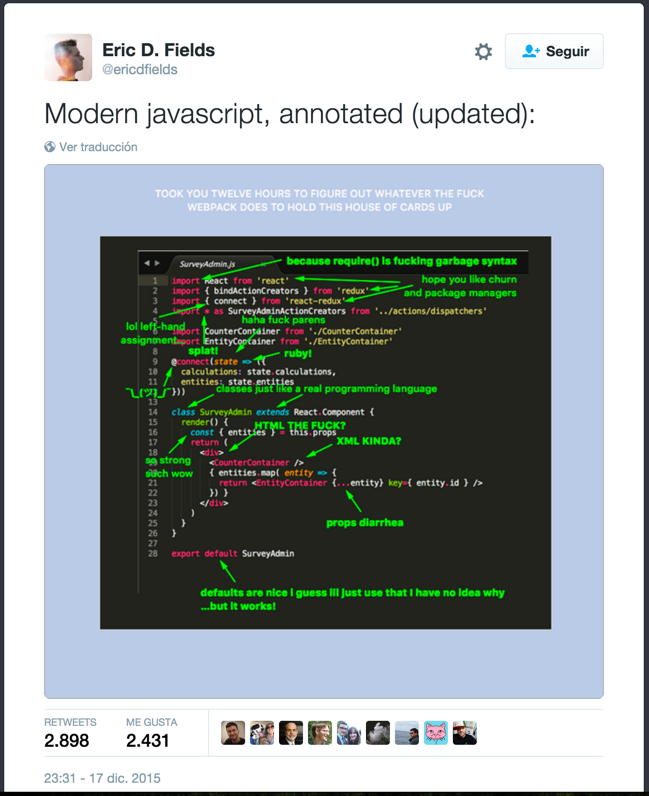 Eric D. Fields
@ericdfields
Seguir
Modern javascript, annotated (updated):
Ver traducción
TOOK YOU TWELVE HOURS TO FIGURE OUT WHATEVER THE FUCK
WEBPACK DOES TO HOLD THIS HOUSE OF CARDS UP
SurveyAdmin.js
because require() is fucking garbage syntax
1 import React from 'react'
hope you like churn
and package managers
2 import { bindActionCreators } from 'redux'
3 import { connect } from 'react-redux'
4 import * as SurveyAdminActionCreators from '../actions/dispatchers'
lol left-hand
assignment
haha fuck parens
import CounterContainer from './CounterContainer'
import EntityContainer from './EntityContainer'
splat!
ruby!
8
9 @connect(state => ({
10 calculations: state.calculations,
11 entities: state.entities
¯\_(ツ)_/¯
}))
classes just like a real programming language
13
14 class SurveyAdmin extends React.Component {
15 render() {
HTML THE FUCK?
16 const { entities } = this.props
17 return (
XML KINDA?
18 <div>
so strong
such wow
<CounterContainer />
{ entities.map( entity => {
21 return <EntityContainer {...entity} key={ entity.id } />
22 }) }
23 </div>
props diarrhea
24 )
25 }
26 }
27
28 export default SurveyAdmin
defaults are nice i guess ill just use that I have no idea why
...but it works!
RETWEETS
2.898
ME GUSTA
2.431
23:31 - 17 dic. 2015